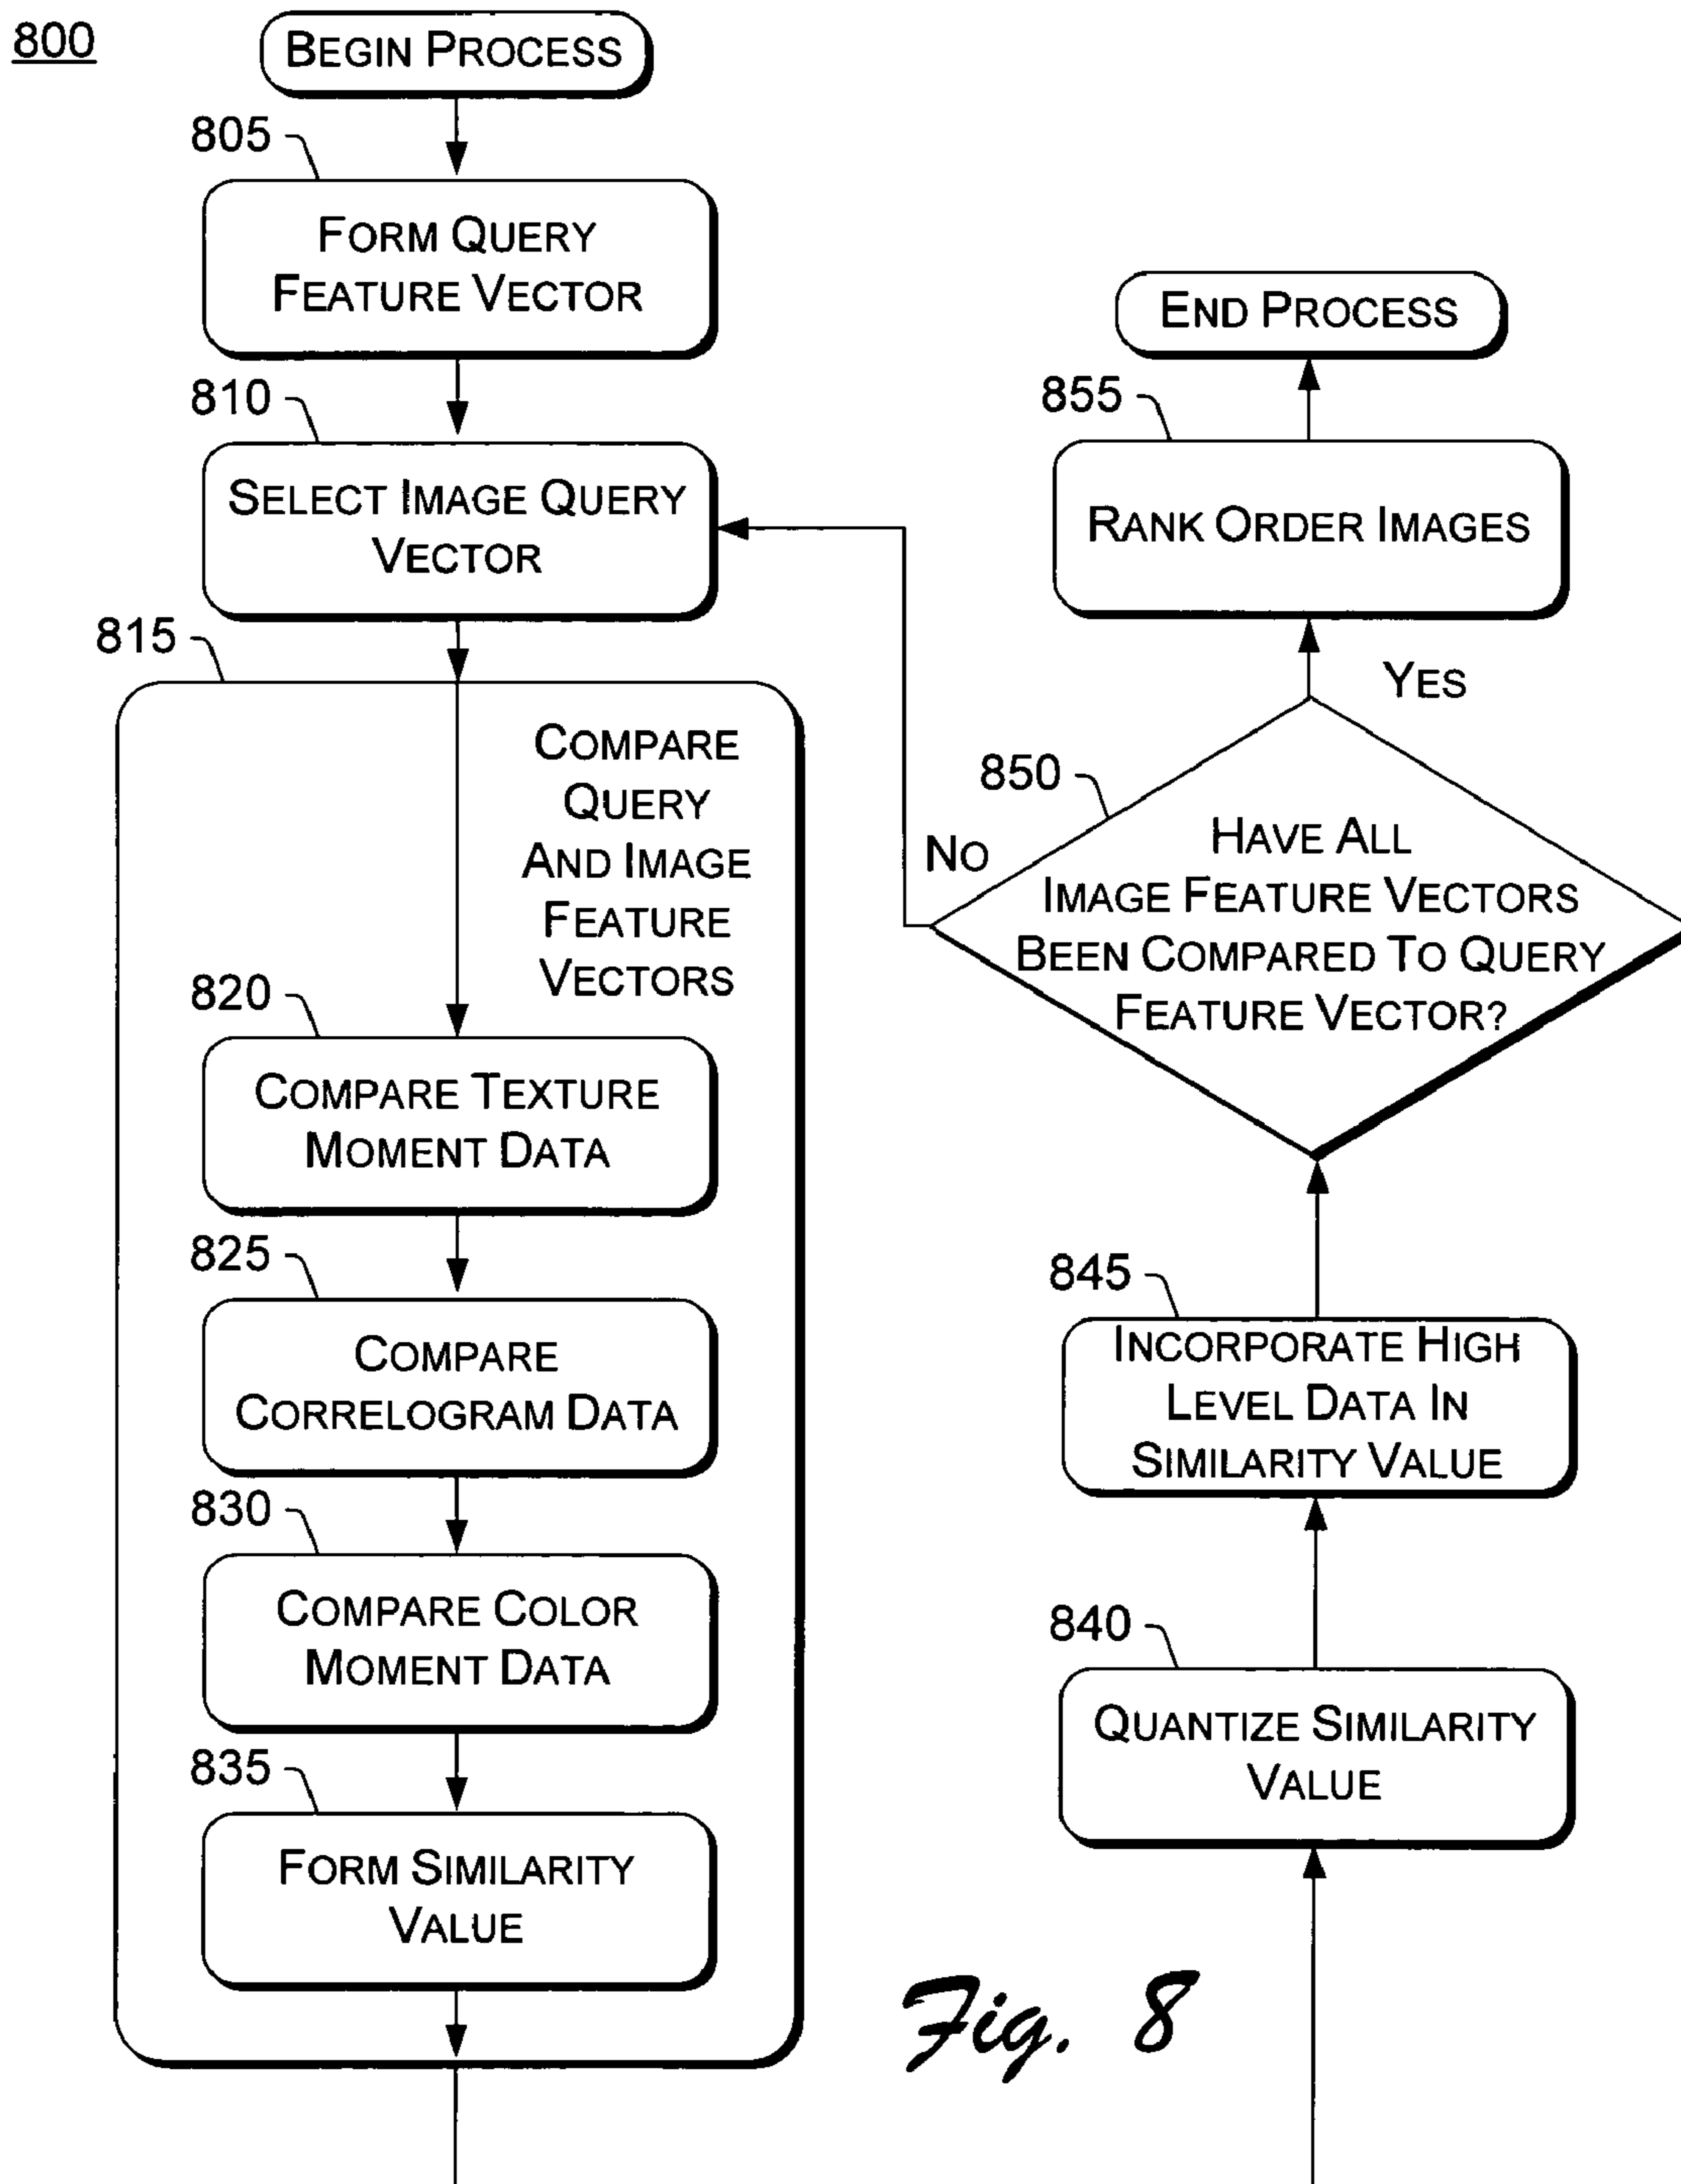 800
BEGIN PROCESS
805
FORM QUERY
FEATURE VECTOR
810
SELECT IMAGE QUERY
VECTOR
815
COMPARE
QUERY
AND IMAGE
FEATURE
VECTORS
820
COMPARE TEXTURE
MOMENT DATA
825
COMPARE
CORRELOGRAM DATA
830
COMPARE COLOR
MOMENT DATA
835
FORM SIMILARITY
VALUE
840
QUANTIZE SIMILARITY
VALUE
845
INCORPORATE HIGH
LEVEL DATA IN
SIMILARITY VALUE
850
HAVE ALL
IMAGE FEATURE VECTORS
BEEN COMPARED TO QUERY
FEATURE VECTOR?
NO
YES
855
RANK ORDER IMAGES
END PROCESS
Fig. 8